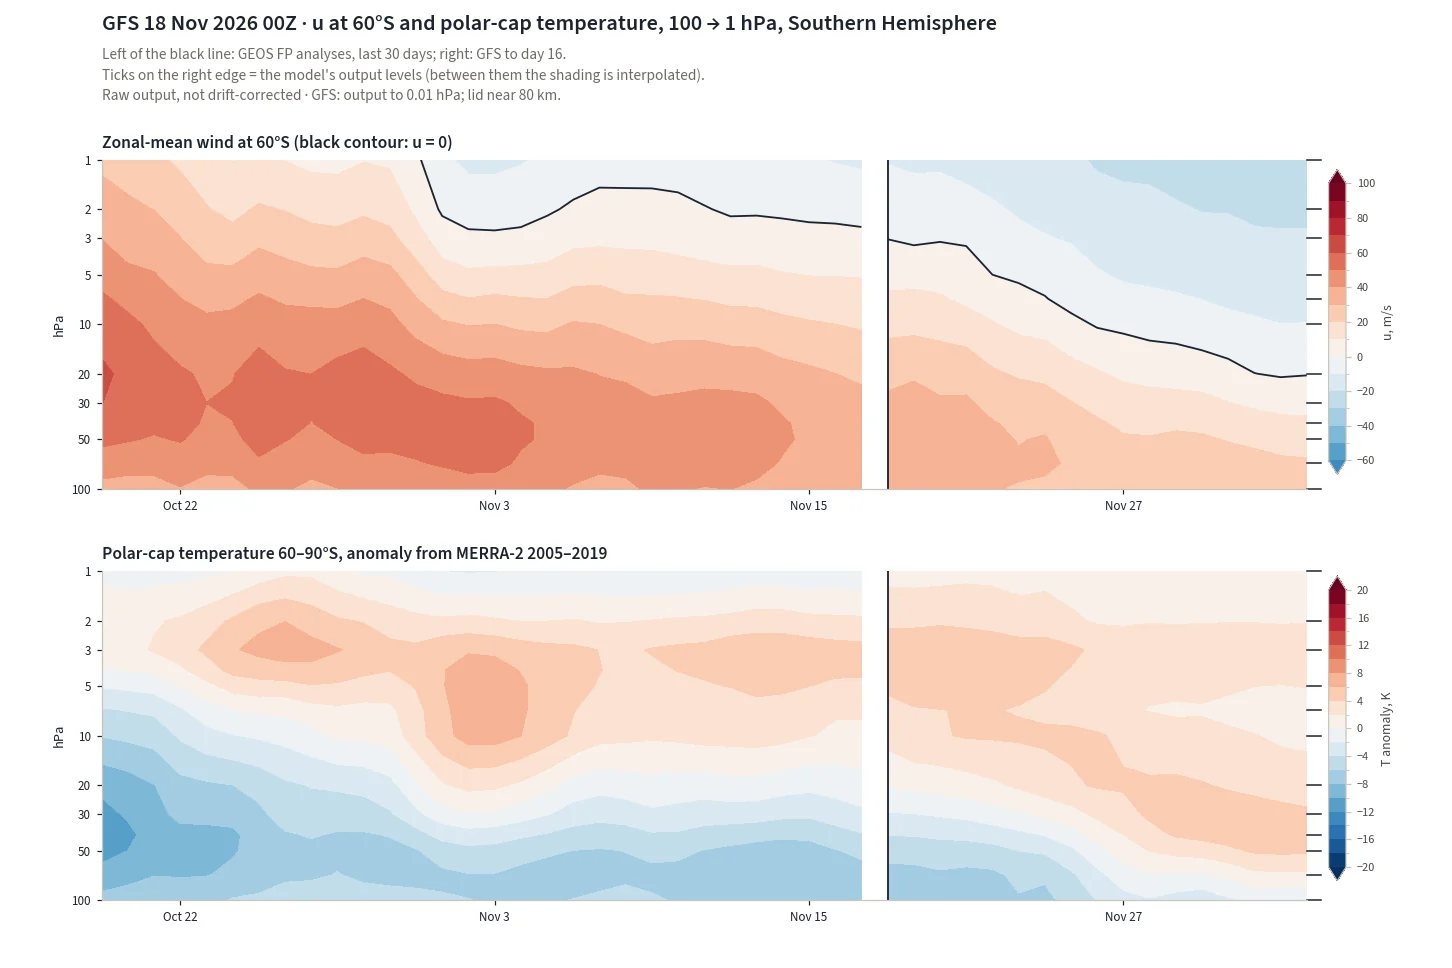 GFS 18 Nov 2026 00Z · u at 60°S and polar-cap temperature, 100 → 1 hPa, Southern Hemisphere
Left of the black line: GEOS FP analyses, last 30 days; right: GFS to day 16.
Ticks on the right edge = the model's output levels (between them the shading is interpolated).
Raw output, not drift-corrected · GFS: output to 0.01 hPa; lid near 80 km.
Zonal-mean wind at 60°S (black contour: u = 0)
1
2
3
5
10
20
30
50
100
hPa
Oct 22
Nov 3
Nov 15
Nov 27
100
80
60
40
20
0
−20
−40
−60
u, m/s
Polar-cap temperature 60–90°S, anomaly from MERRA-2 2005–2019
1
2
3
5
10
20
30
50
100
hPa
Oct 22
Nov 3
Nov 15
Nov 27
20
16
12
8
4
0
−4
−8
−12
−16
−20
T anomaly, K